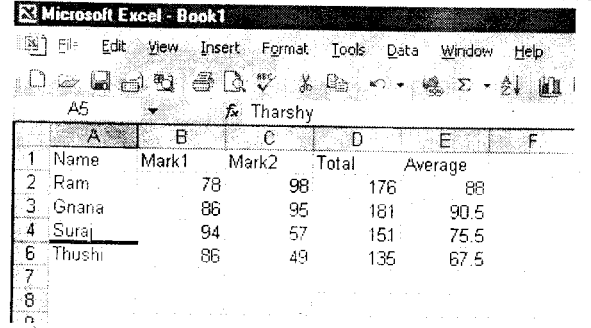 Microsoft Excel - Book1
File Edit View Insert Format Tools Data Window Help
A5 fx Tharshy
A B C D E F
1 Name Mark1 Mark2 Total Average
2 Ram 78 98 176 88
3 Gnana 86 95 181 90.5
4 Suraj 94 57 151 75.5
6 Thushi 86 49 135 67.5
7
8
9